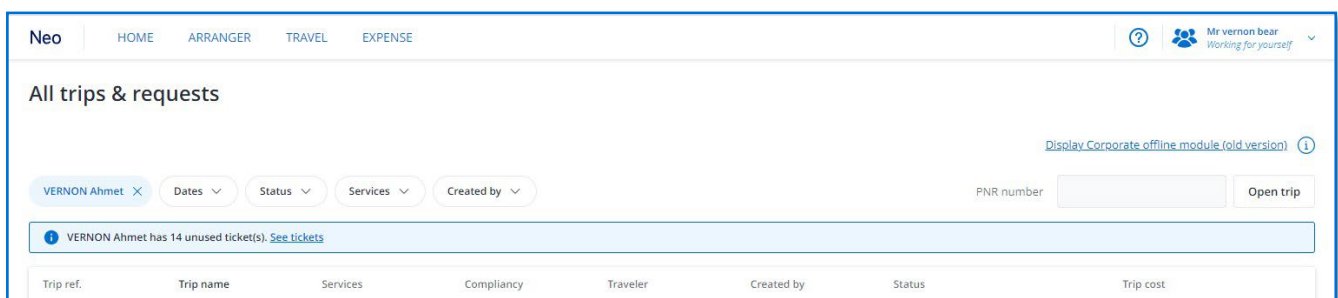 Neo HOME ARRANGER TRAVEL EXPENSE Mr vernon bear
Working for yourself
All trips & requests
Display Corporate offline module (old version)
VERNON Ahmet Dates Status Services Created by PNR number Open trip
VERNON Ahmet has 14 unused ticket(s). See tickets
Trip ref. Trip name Services Compliancy Traveler Created by Status Trip cost